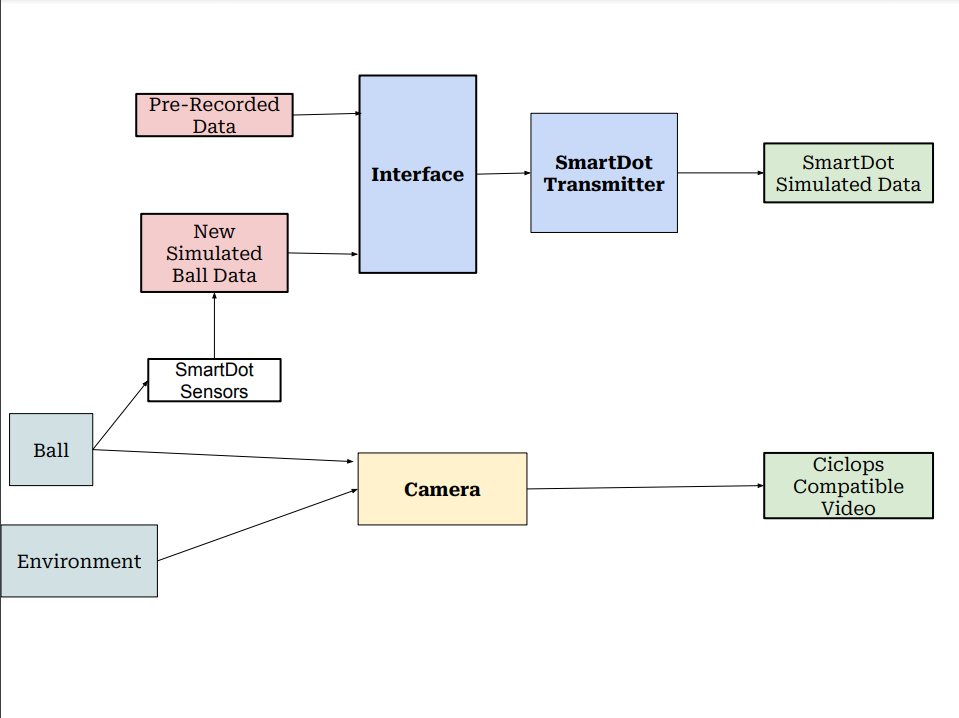 Pre-Recorded
Data
Interface
SmartDot
Transmitter
SmartDot
Simulated Data
New
Simulated
Ball Data
SmartDot
Sensors
Ball
Camera
Ciclops
Compatible
Video
Environment